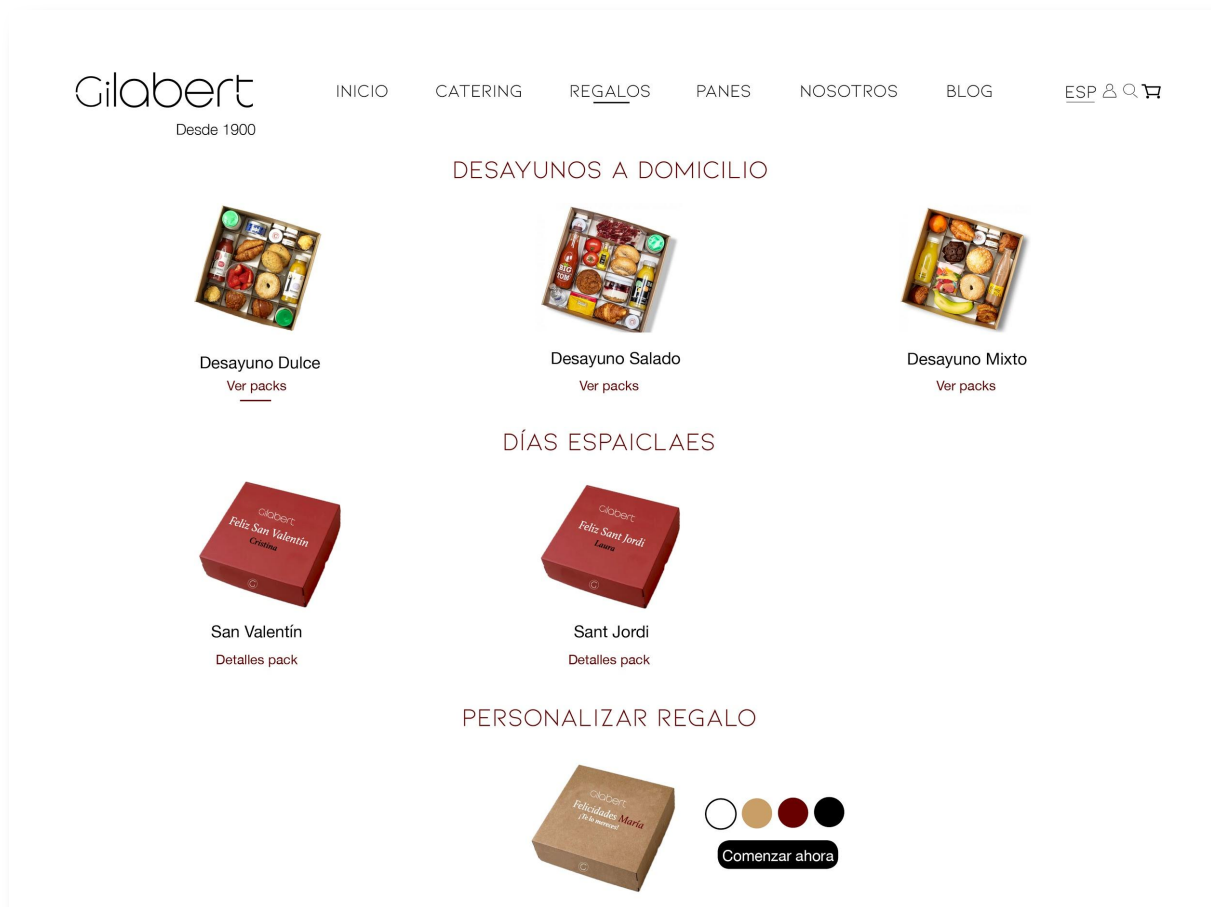 Gilabert
Desde 1900
INICIO CATERING REGALOS PANES NOSOTROS BLOG ESP
DESAYUNOS A DOMICILIO
BIG
TOM
Desayuno Dulce Desayuno Salado Desayuno Mixto
Ver packs Ver packs Ver packs
DÍAS ESPAICLAES
Gilabert
Feliz San Valentín
Cristina
G
Gilabert
Feliz Sant Jordi
Laura
G
San Valentín Sant Jordi
Detalles pack Detalles pack
PERSONALIZAR REGALO
Gilabert
Felicidades María
¡Te lo mereces!
G
Comenzar ahora